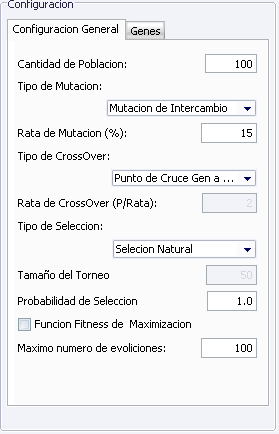 Configuracion
Configuracion General Genes
Cantidad de Poblacion: 100
Tipo de Mutacion:
Mutacion de Intercambio
Rata de Mutacion (%): 15
Tipo de CrossOver:
Punto de Cruce Gen a ...
Rata de CrossOver (P/Rata): 2
Tipo de Seleccion:
Selecion Natural
Tamaño del Torneo 50
Probabilidad de Seleccion 1.0
Funcion Fitness de Maximizacion
Maximo numero de evoliciones: 100